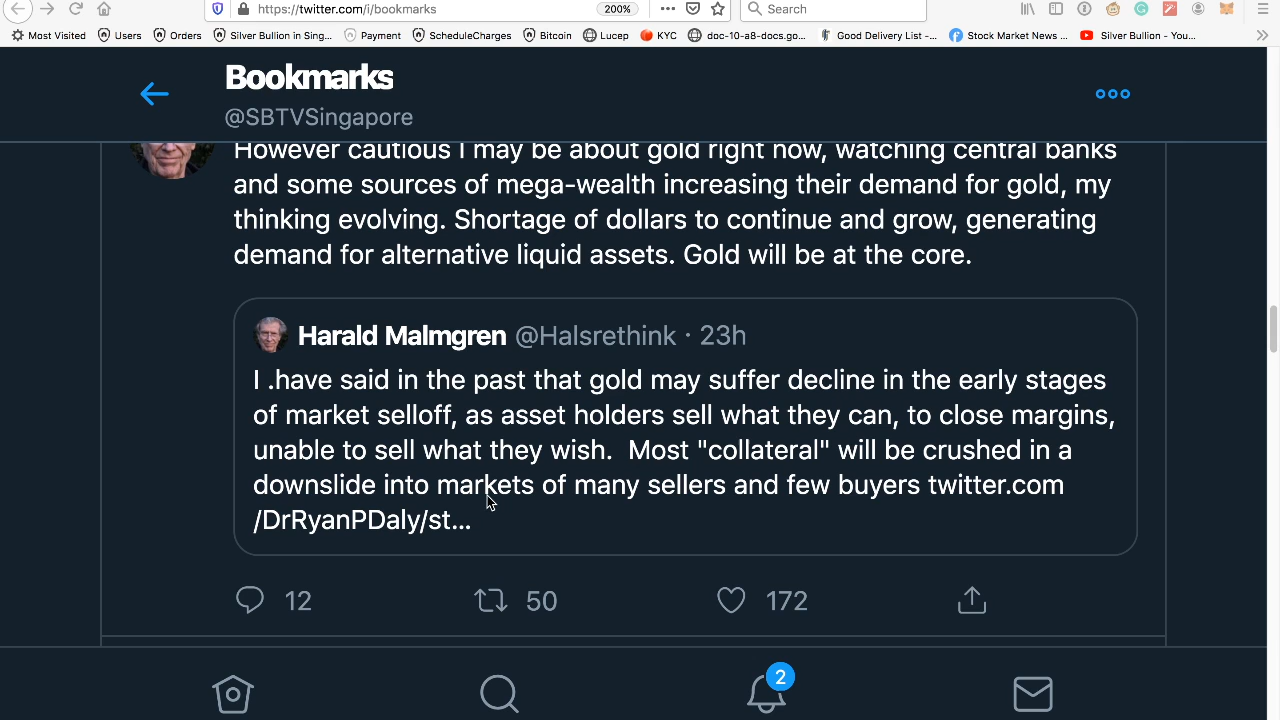 https://twitter.com/i/bookmarks
200%
Search
Most Visited
Users
Orders
Silver Bullion in Sing...
Payment
ScheduleCharges
Bitcoin
Lucep
KYC
doc-10-a8-docs.go...
Good Delivery List -...
Stock Market News ...
Silver Bullion - You...
Bookmarks
@SBTVSingapore
However cautious I may be about gold right now, watching central banks
and some sources of mega-wealth increasing their demand for gold, my
thinking evolving. Shortage of dollars to continue and grow, generating
demand for alternative liquid assets. Gold will be at the core.
Harald Malmgren @Halsrethink · 23h
I .have said in the past that gold may suffer decline in the early stages
of market selloff, as asset holders sell what they can, to close margins,
unable to sell what they wish.  Most "collateral" will be crushed in a
downslide into markets of many sellers and few buyers twitter.com
/DrRyanPDaly/st...
12
50
172
2